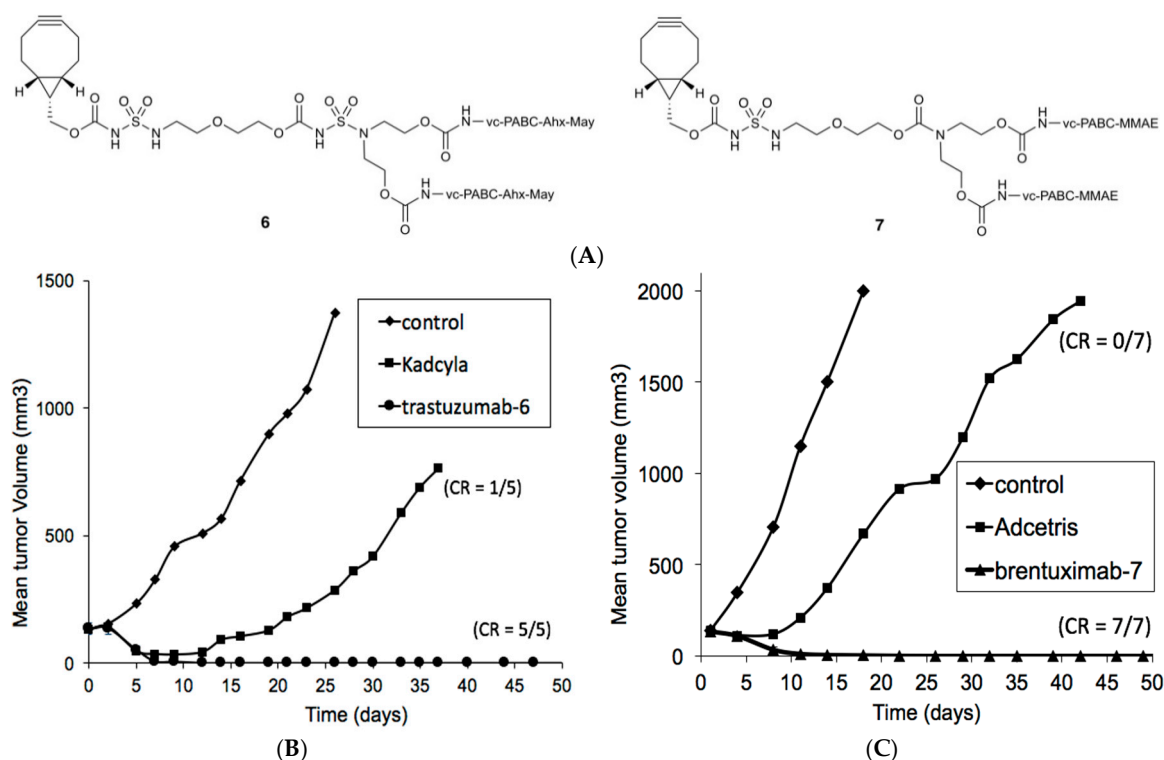 H H
O O O O O O H
O N S N O O N S N O N vc-PABC-Ahx-May
H H H O
O H
N vc-PABC-Ahx-May
O
6
H H
O O O O H
O N S N O O N O N vc-PABC-MMAE
H H O
O H
N vc-PABC-MMAE
O
7
(A)
Mean tumor Volume (mm3)
1500
1000
500
0
0 5 10 15 20 25 30 35 40 45 50
Time (days)
control
Kadcyla
trastuzumab-6
(CR = 1/5)
(CR = 5/5)
(B)
Mean tumor volume (mm3)
2000
1500
1000
500
0
0 5 10 15 20 25 30 35 40 45 50
Time (days)
(CR = 0/7)
control
Adcetris
brentuximab-7
(CR = 7/7)
(C)